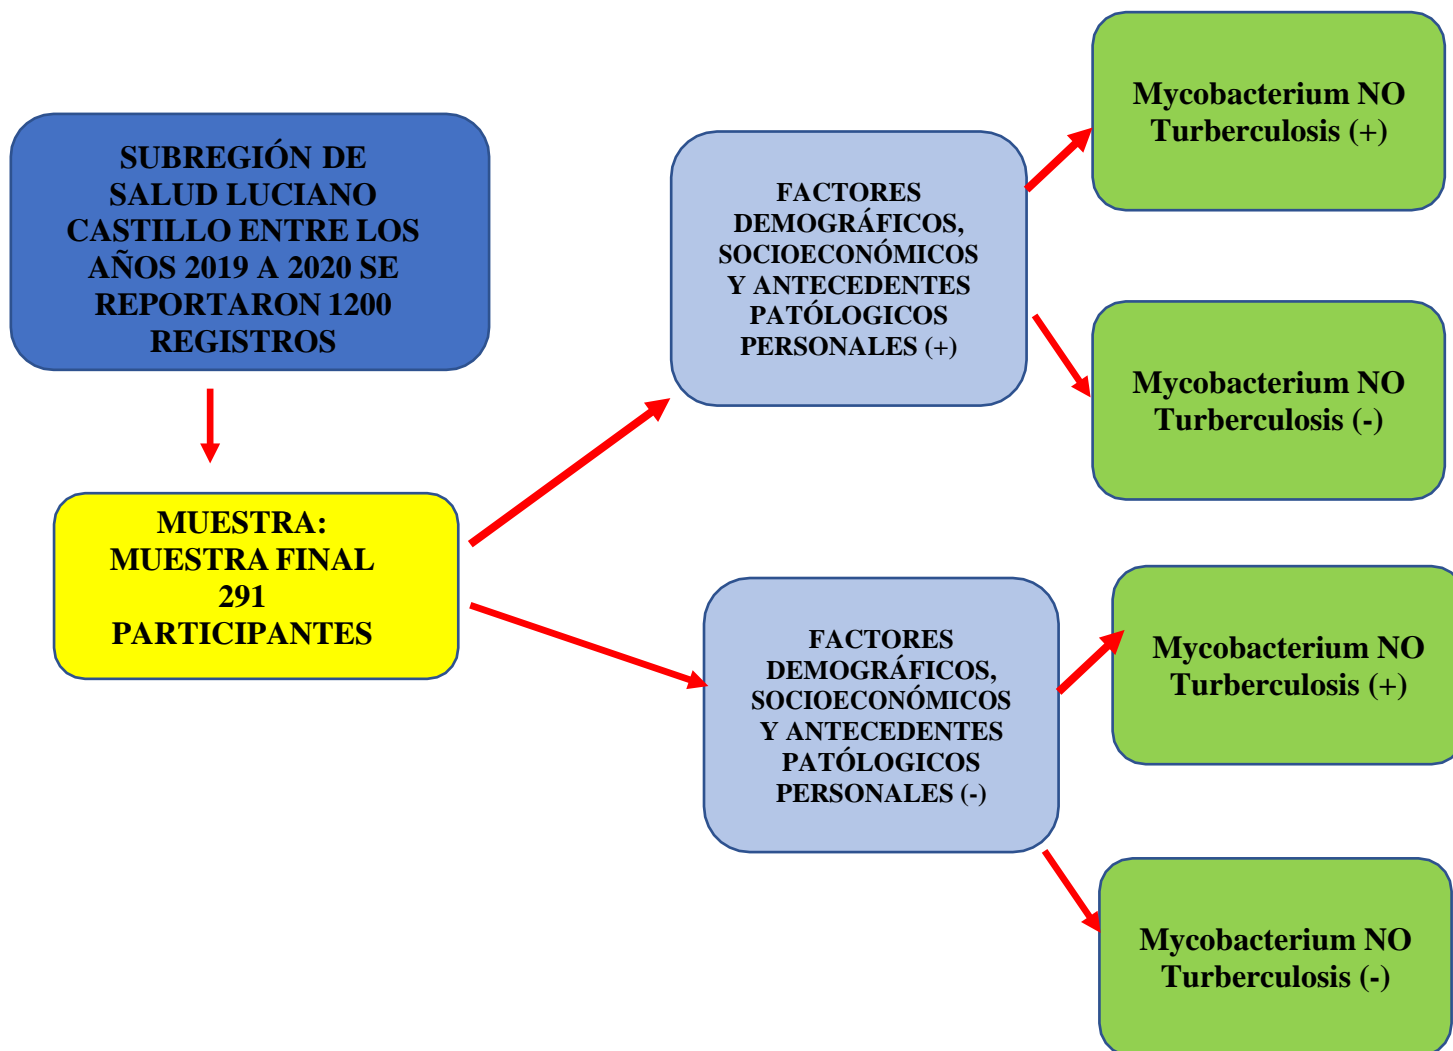 SUBREGIÓN DE
SALUD LUCIANO
CASTILLO ENTRE LOS
AÑOS 2019 A 2020 SE
REPORTARON 1200
REGISTROS
MUESTRA:
MUESTRA FINAL
291
PARTICIPANTES
FACTORES
DEMOGRÁFICOS,
SOCIOECONÓMICOS
Y ANTECEDENTES
PATÓLOGICOS
PERSONALES (+)
FACTORES
DEMOGRÁFICOS,
SOCIOECONÓMICOS
Y ANTECEDENTES
PATÓLOGICOS
PERSONALES (-)
Mycobacterium NO
Turberculosis (+)
Mycobacterium NO
Turberculosis (-)
Mycobacterium NO
Turberculosis (+)
Mycobacterium NO
Turberculosis (-)